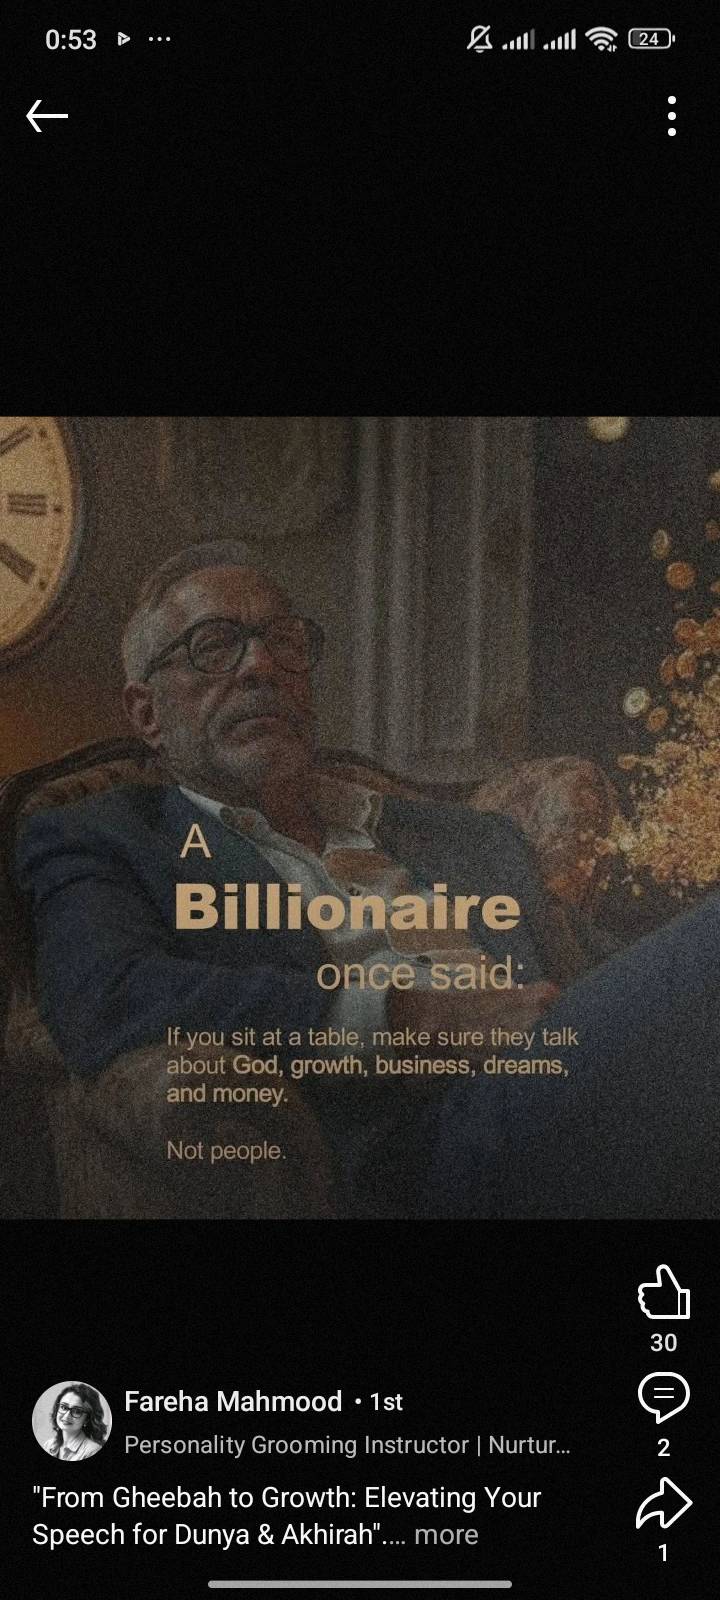 0:53
24
A
Billionaire
once said:
If you sit at a table, make sure they talk
about God, growth, business, dreams,
and money.
Not people.
30
Fareha Mahmood • 1st
Personality Grooming Instructor | Nurtur...
2
"From Gheebah to Growth: Elevating Your
Speech for Dunya & Akhirah".... more
1